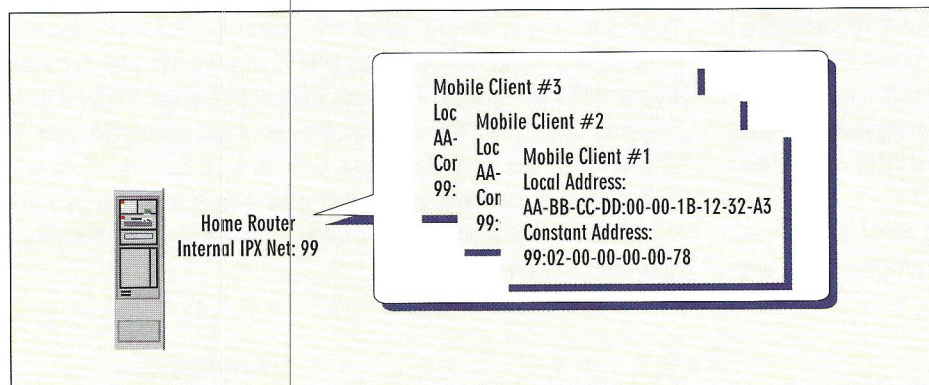 Mobile Client #3
Loc
AA-
Cor
99:
Mobile Client #2
Loc
AA-
Con
99:
Mobile Client #1
Local Address:
AA-BB-CC-DD:00-00-1B-12-32-A3
Constant Address:
99:02-00-00-00-00-78
Home Router
Internal IPX Net: 99